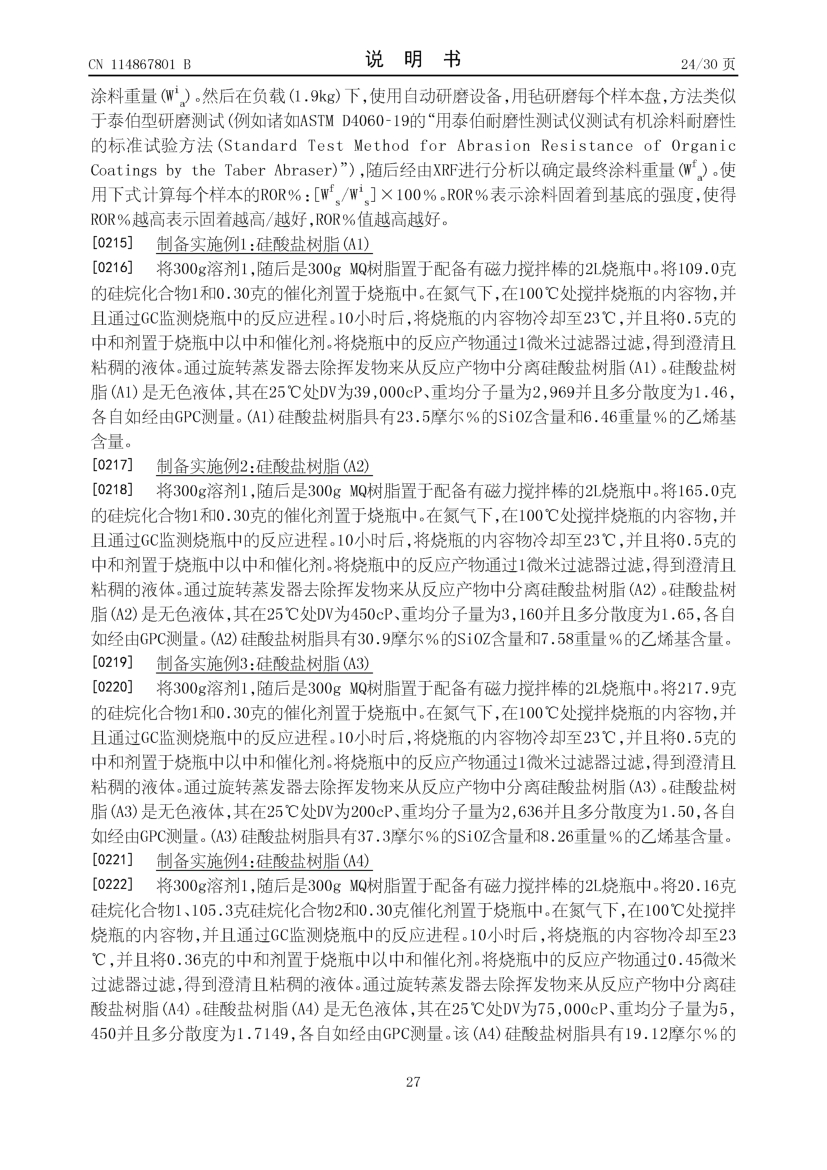 CN 114867801 B
说 明 书
24/30 页
涂料重量(Wⁱₐ)。然后在负载(1.9kg)下,使用自动研磨设备,用毡研磨每个样本盘,方法类似
于泰伯型研磨测试(例如诸如ASTM D4060-19的“用泰伯耐磨性测试仪测试有机涂料耐磨性
的标准试验方法(Standard Test Method for Abrasion Resistance of Organic
Coatings by the Taber Abraser)”),随后经由XRF进行分析以确定最终涂料重量(Wᶠₐ)。使
用下式计算每个样本的ROR%:[Wᶠₛ/Wⁱₛ]×100%。ROR%表示涂料固着到基底的强度,使得
ROR%越高表示固着越高/越好,ROR%值越高越好。
[0215] 制备实施例1:硅酸盐树脂(A1)
[0216] 将300g溶剂1,随后是300g MQ树脂置于配备有磁力搅拌棒的2L烧瓶中。将109.0克
的硅烷化合物1和0.30克的催化剂置于烧瓶中。在氮气下,在100℃处搅拌烧瓶的内容物,并
且通过GC监测烧瓶中的反应进程。10小时后,将烧瓶的内容物冷却至23℃,并且将0.5克的
中和剂置于烧瓶中以中和催化剂。将烧瓶中的反应产物通过1微米过滤器过滤,得到澄清且
粘稠的液体。通过旋转蒸发器去除挥发物来从反应产物中分离硅酸盐树脂(A1)。硅酸盐树
脂(A1)是无色液体,其在25℃处DV为39,000cP、重均分子量为2,969并且多分散度为1.46,
各自如经由GPC测量。(A1)硅酸盐树脂具有23.5摩尔%的SiOZ含量和6.46重量%的乙烯基
含量。
[0217] 制备实施例2:硅酸盐树脂(A2)
[0218] 将300g溶剂1,随后是300g MQ树脂置于配备有磁力搅拌棒的2L烧瓶中。将165.0克
的硅烷化合物1和0.30克的催化剂置于烧瓶中。在氮气下,在100℃处搅拌烧瓶的内容物,并
且通过GC监测烧瓶中的反应进程。10小时后,将烧瓶的内容物冷却至23℃,并且将0.5克的
中和剂置于烧瓶中以中和催化剂。将烧瓶中的反应产物通过1微米过滤器过滤,得到澄清且
粘稠的液体。通过旋转蒸发器去除挥发物来从反应产物中分离硅酸盐树脂(A2)。硅酸盐树
脂(A2)是无色液体,其在25℃处DV为450cP、重均分子量为3,160并且多分散度为1.65,各自
如经由GPC测量。(A2)硅酸盐树脂具有30.9摩尔%的SiOZ含量和7.58重量%的乙烯基含量。
[0219] 制备实施例3:硅酸盐树脂(A3)
[0220] 将300g溶剂1,随后是300g MQ树脂置于配备有磁力搅拌棒的2L烧瓶中。将217.9克
的硅烷化合物1和0.30克的催化剂置于烧瓶中。在氮气下,在100℃处搅拌烧瓶的内容物,并
且通过GC监测烧瓶中的反应进程。10小时后,将烧瓶的内容物冷却至23℃,并且将0.5克的
中和剂置于烧瓶中以中和催化剂。将烧瓶中的反应产物通过1微米过滤器过滤,得到澄清且
粘稠的液体。通过旋转蒸发器去除挥发物来从反应产物中分离硅酸盐树脂(A3)。硅酸盐树
脂(A3)是无色液体,其在25℃处DV为200cP、重均分子量为2,636并且多分散度为1.50,各自
如经由GPC测量。(A3)硅酸盐树脂具有37.3摩尔%的SiOZ含量和8.26重量%的乙烯基含量。
[0221] 制备实施例4:硅酸盐树脂(A4)
[0222] 将300g溶剂1,随后是300g MQ树脂置于配备有磁力搅拌棒的2L烧瓶中。将20.16克
硅烷化合物1、105.3克硅烷化合物2和0.30克催化剂置于烧瓶中。在氮气下,在100℃处搅拌
烧瓶的内容物,并且通过GC监测烧瓶中的反应进程。10小时后,将烧瓶的内容物冷却至23
℃,并且将0.36克的中和剂置于烧瓶中以中和催化剂。将烧瓶中的反应产物通过0.45微米
过滤器过滤,得到澄清且粘稠的液体。通过旋转蒸发器去除挥发物来从反应产物中分离硅
酸盐树脂(A4)。硅酸盐树脂(A4)是无色液体,其在25℃处DV为75,000cP、重均分子量为5,
450并且多分散度为1.7149,各自如经由GPC测量。该(A4)硅酸盐树脂具有19.12摩尔%的
27